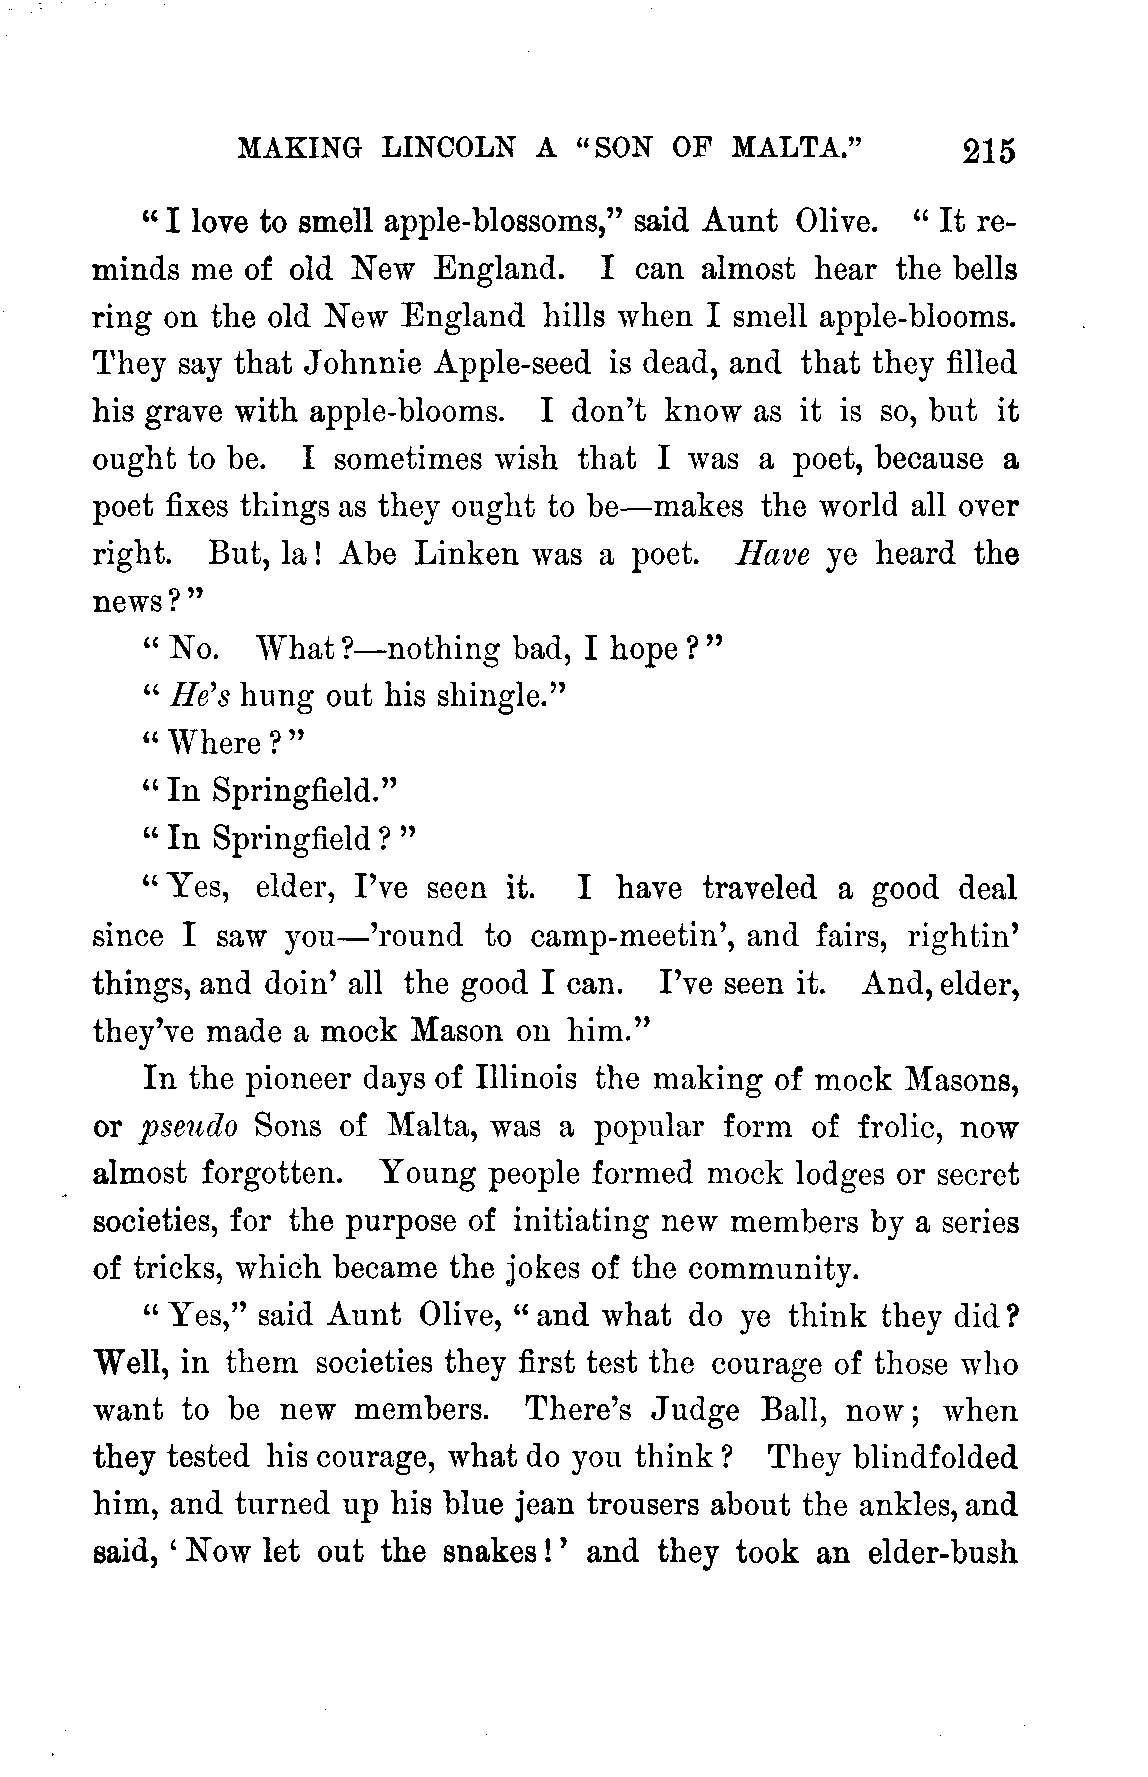 MAKING LINCOLN A "SON OF MALTA." 215
"I love to smell apple-blossoms," said Aunt Olive. "It re-
minds me of old New England. I can almost hear the bells
ring on the old New England hills when I smell apple-blooms.
They say that Johnnie Apple-seed is dead, and that they filled
his grave with apple-blooms. I don't know as it is so, but it
ought to be. I sometimes wish that I was a poet, because a
poet fixes things as they ought to be—makes the world all over
right. But, la! Abe Linken was a poet. Have ye heard the
news?"
"No. What?—nothing bad, I hope?"
"He's hung out his shingle."
"Where?"
"In Springfield."
"In Springfield?"
"Yes, elder, I've seen it. I have traveled a good deal
since I saw you—'round to camp-meetin', and fairs, rightin'
things, and doin' all the good I can. I've seen it. And, elder,
they've made a mock Mason on him."
In the pioneer days of Illinois the making of mock Masons,
or pseudo Sons of Malta, was a popular form of frolic, now
almost forgotten. Young people formed mock lodges or secret
societies, for the purpose of initiating new members by a series
of tricks, which became the jokes of the community.
"Yes," said Aunt Olive, "and what do ye think they did?
Well, in them societies they first test the courage of those who
want to be new members. There's Judge Ball, now; when
they tested his courage, what do you think? They blindfolded
him, and turned up his blue jean trousers about the ankles, and
said, 'Now let out the snakes!' and they took an elder-bush